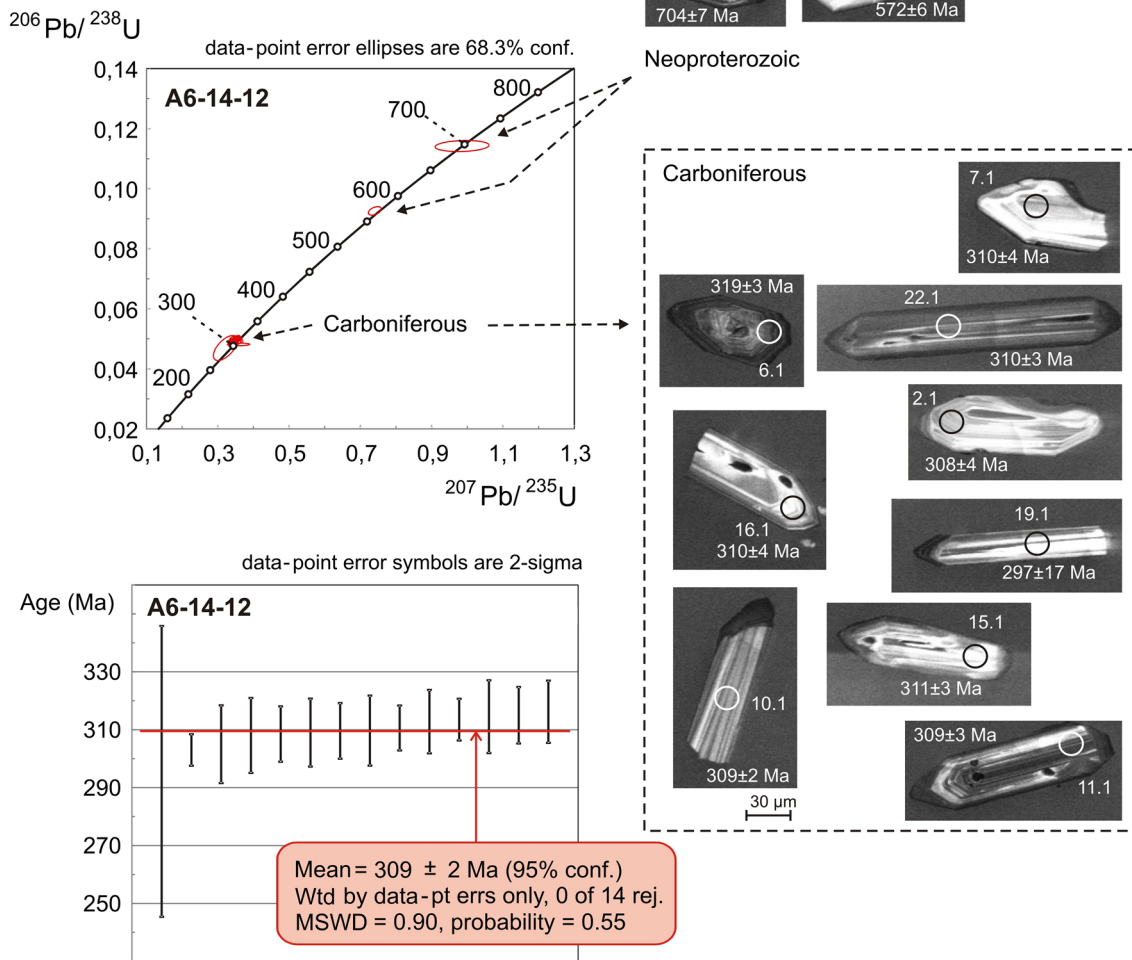 ²⁰⁶Pb/²³⁸U
data-point error ellipses are 68.3% conf.
A6-14-12
0,14
0,12
0,10
0,08
0,06
0,04
0,02
0,1 0,3 0,5 0,7 0,9 1,1 1,3
800
700
600
500
400
300
200
Carboniferous
²⁰⁷Pb/²³⁵U
704±7 Ma
572±6 Ma
Neoproterozoic
Carboniferous
7.1
310±4 Ma
319±3 Ma
6.1
22.1
310±3 Ma
2.1
308±4 Ma
16.1
310±4 Ma
19.1
297±17 Ma
10.1
309±2 Ma
15.1
311±3 Ma
309±3 Ma
11.1
30 µm
data-point error symbols are 2-sigma
Age (Ma)
A6-14-12
330
310
290
270
250
Mean = 309 ± 2 Ma (95% conf.)
Wtd by data-pt errs only, 0 of 14 rej.
MSWD = 0.90, probability = 0.55